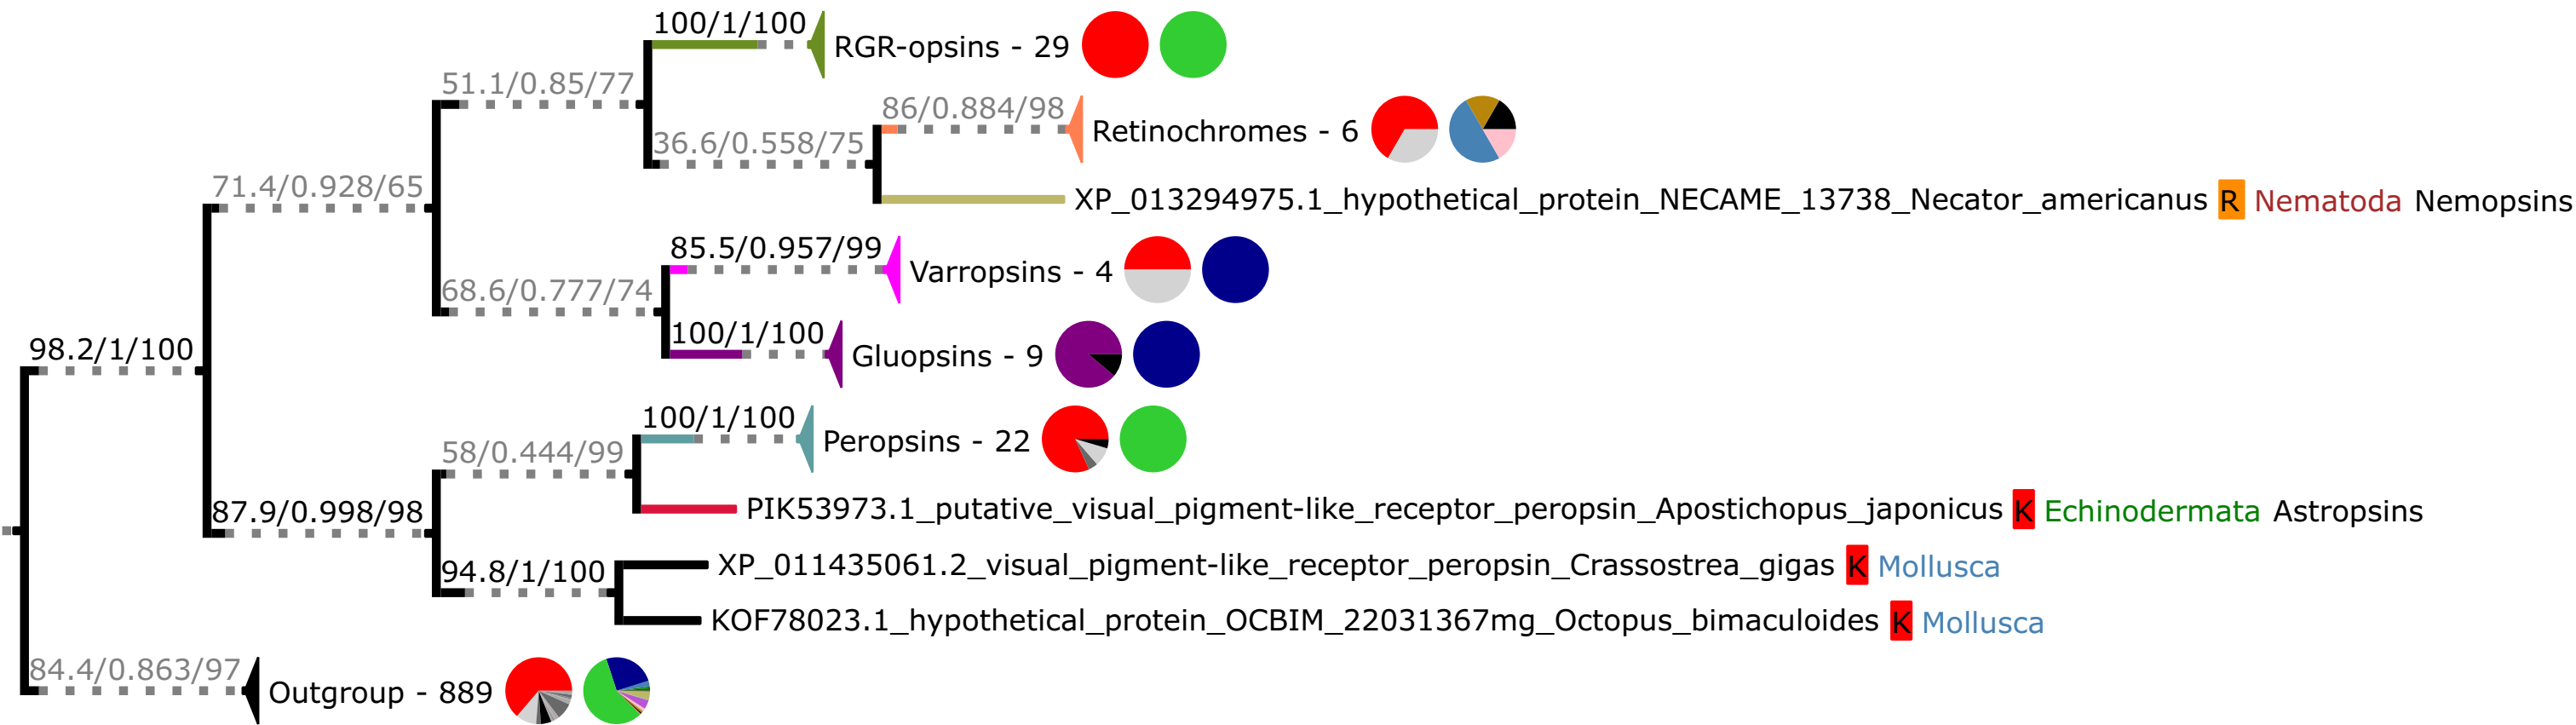 100/1/100
RGR-opsins - 29
51.1/0.85/77
86/0.884/98
Retinochromes - 6
36.6/0.558/75
71.4/0.928/65
XP_013294975.1_hypothetical_protein_NECAME_13738_Necator_americanus R Nematoda Nemopsins
85.5/0.957/99
Varropsins - 4
68.6/0.777/74
100/1/100
98.2/1/100
Gluopsins - 9
100/1/100
Peropsins - 22
58/0.444/99
87.9/0.998/98
PIK53973.1_putative_visual_pigment-like_receptor_peropsin_Apostichopus_japonicus K Echinodermata Astropsins
94.8/1/100
XP_011435061.2_visual_pigment-like_receptor_peropsin_Crassostrea_gigas K Mollusca
KOF78023.1_hypothetical_protein_OCBIM_22031367mg_Octopus_bimaculoides K Mollusca
84.4/0.863/97
Outgroup - 889